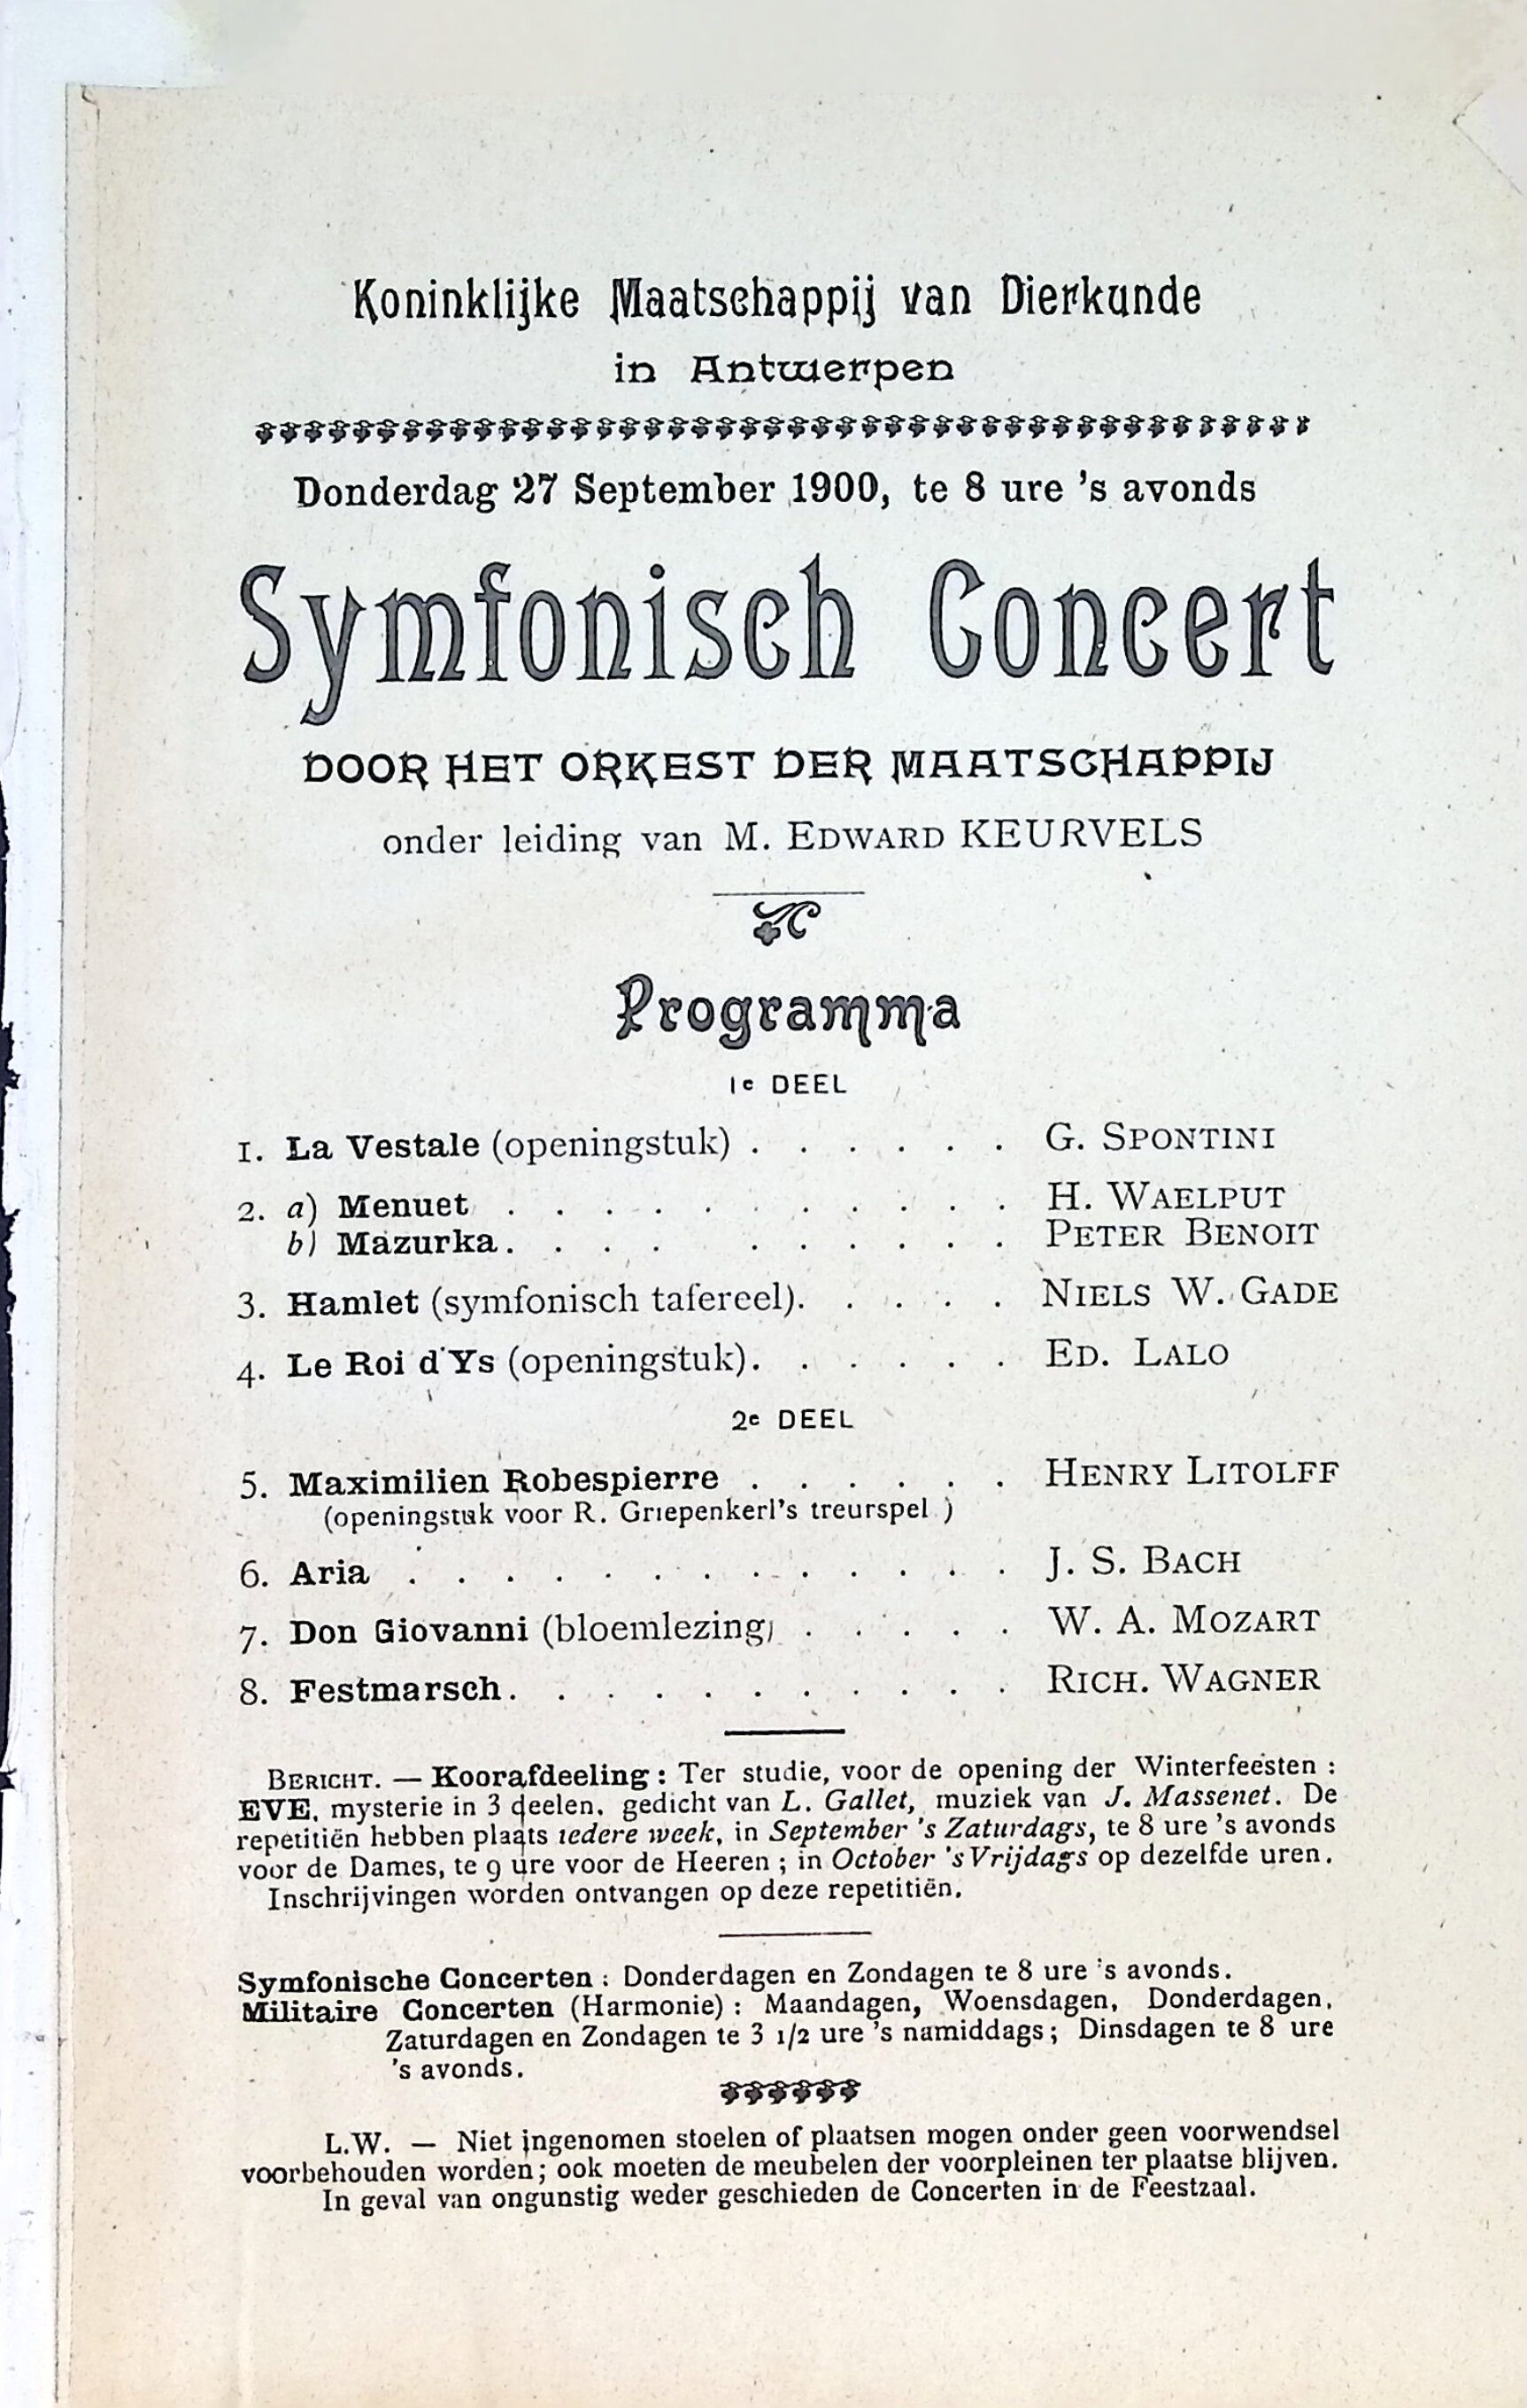 Koninklijke Maatschappij van Dierkunde
in Antwerpen
Donderdag 27 September 1900, te 8 ure 's avonds
Symfonisch Concert
DOOR HET ORKEST DER MAATSCHAPPIJ
onder leiding van M. EDWARD KEURVELS
Programma
1e DEEL
1. La Vestale (openingstuk) . . . . . . G. SPONTINI
2. a) Menuet . . . . . . . . . . . H. WAELPUT
b) Mazurka. . . . . . . . . . PETER BENOIT
3. Hamlet (symfonisch tafereel). . . . . NIELS W. GADE
4. Le Roi d'Ys (openingstuk). . . . . . ED. LALO
2e DEEL
5. Maximilien Robespierre . . . . . . HENRY LITOLFF
(openingstuk voor R. Griepenkerl's treurspel )
6. Aria . . . . . . . . . . . . . J. S. BACH
7. Don Giovanni (bloemlezing) . . . . . W. A. MOZART
8. Festmarsch. . . . . . . . . . . RICH. WAGNER
BERICHT. — Koorafdeeling : Ter studie, voor de opening der Winterfeesten :
EVE, mysterie in 3 deelen, gedicht van L. Gallet, muziek van J. Massenet. De
repetitiën hebben plaats iedere week, in September 's Zaturdags, te 8 ure 's avonds
voor de Dames, te 9 ure voor de Heeren ; in October 's Vrijdags op dezelfde uren.
Inschrijvingen worden ontvangen op deze repetitiën.
Symfonische Concerten : Donderdagen en Zondagen te 8 ure 's avonds.
Militaire Concerten (Harmonie) : Maandagen, Woensdagen, Donderdagen,
Zaturdagen en Zondagen te 3 1/2 ure 's namiddags ; Dinsdagen te 8 ure
's avonds.
L.W. — Niet ingenomen stoelen of plaatsen mogen onder geen voorwendsel
voorbehouden worden ; ook moeten de meubelen der voorpleinen ter plaatse blijven.
In geval van ongunstig weder geschieden de Concerten in de Feestzaal.